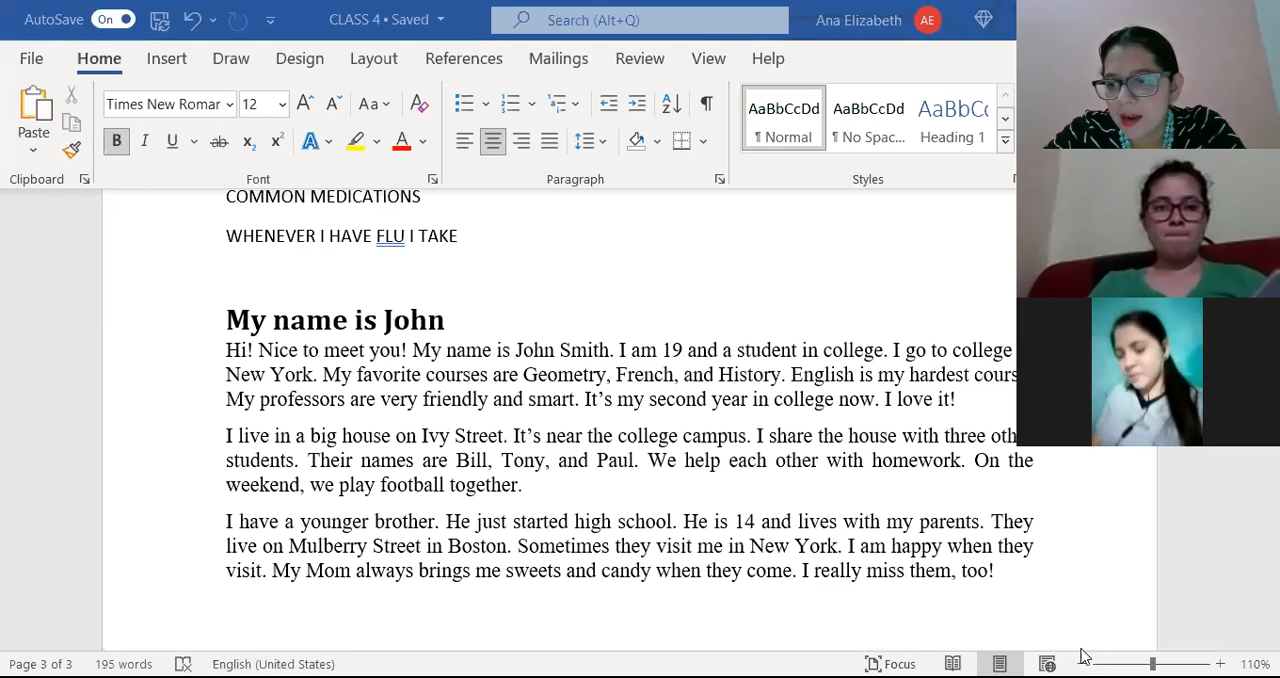 AutoSave On CLASS 4 • Saved Search (Alt+Q) Ana Elizabeth AE
File Home Insert Draw Design Layout References Mailings Review View Help
Paste Times New Romar 12 Aa AaBbCcDd AaBbCcDd AaBbCc
B I U ab x₂ x² A A ¶ Normal ¶ No Spac... Heading 1
Clipboard Font Paragraph Styles
COMMON MEDICATIONS
WHENEVER I HAVE FLU I TAKE
My name is John
Hi! Nice to meet you! My name is John Smith. I am 19 and a student in college. I go to college
New York. My favorite courses are Geometry, French, and History. English is my hardest cours
My professors are very friendly and smart. It’s my second year in college now. I love it!
I live in a big house on Ivy Street. It’s near the college campus. I share the house with three oth
students. Their names are Bill, Tony, and Paul. We help each other with homework. On the
weekend, we play football together.
I have a younger brother. He just started high school. He is 14 and lives with my parents. They
live on Mulberry Street in Boston. Sometimes they visit me in New York. I am happy when they
visit. My Mom always brings me sweets and candy when they come. I really miss them, too!
Page 3 of 3 195 words English (United States) Focus 110%